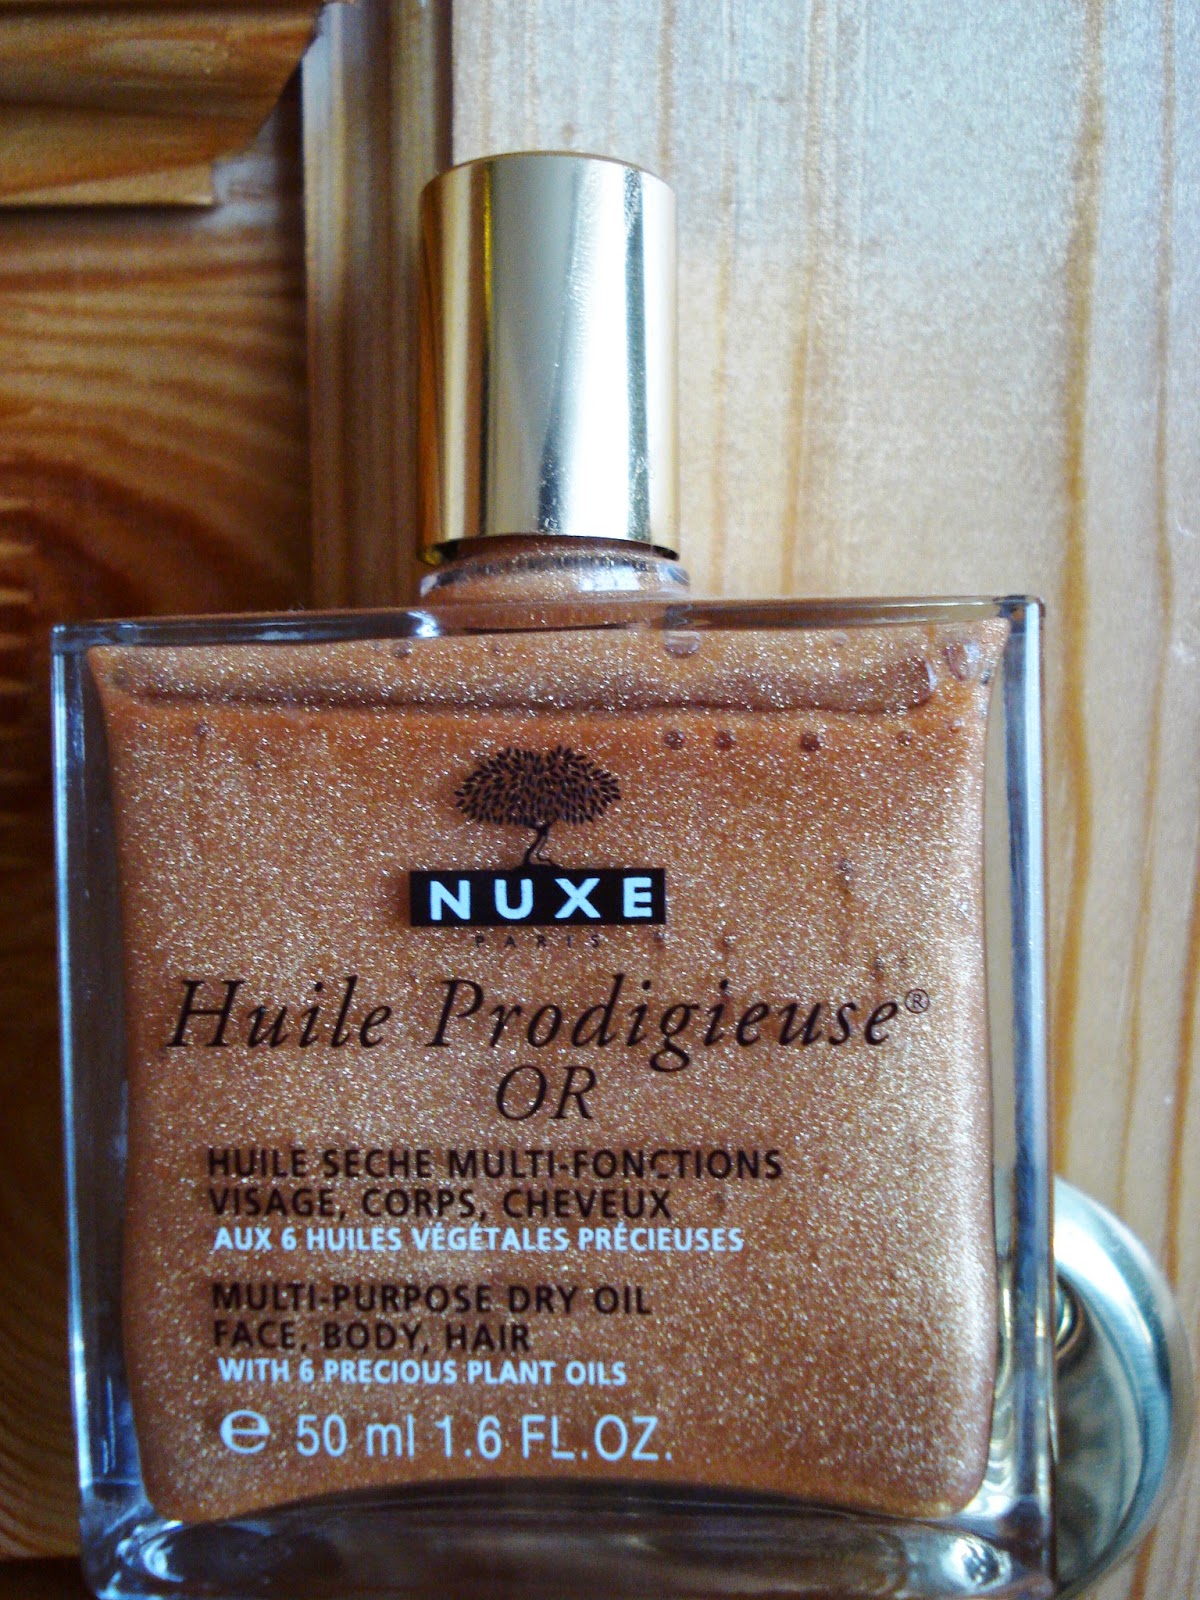 NUXE
PARIS
Huile Prodigieuse®
OR
HUILE SECHE MULTI-FONCTIONS
VISAGE, CORPS, CHEVEUX
AUX 6 HUILES VÉGÉTALES PRÉCIEUSES
MULTI-PURPOSE DRY OIL
FACE, BODY, HAIR
WITH 6 PRECIOUS PLANT OILS
℮ 50 ml 1.6 FL.OZ.